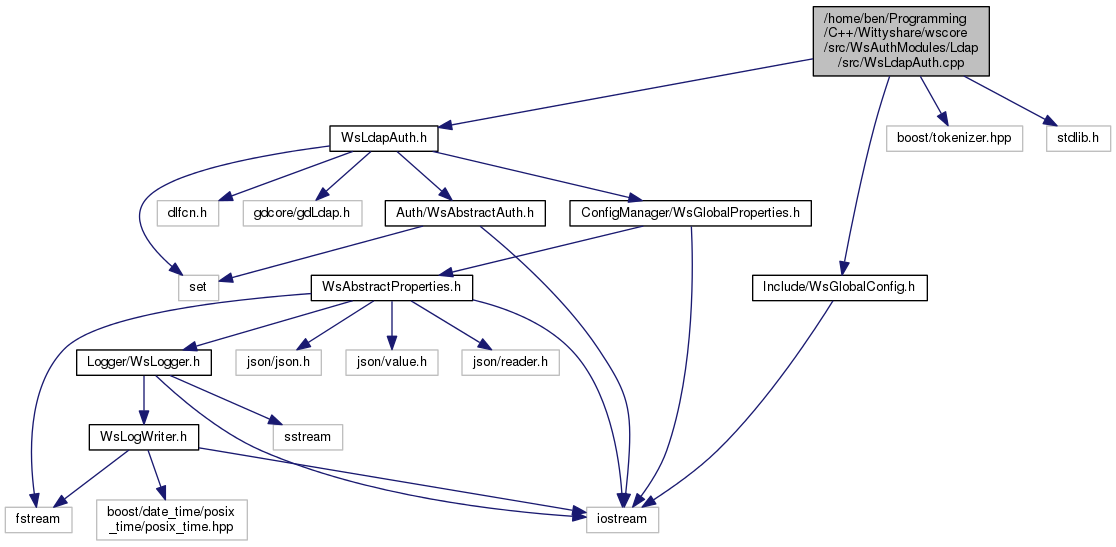 /home/ben/Programming
/C++/Wittyshare/wscore
/src/WsAuthModules/Ldap
/src/WsLdapAuth.cpp
WsLdapAuth.h
boost/tokenizer.hpp
stdlib.h
dlfcn.h
gdcore/gdLdap.h
Auth/WsAbstractAuth.h
ConfigManager/WsGlobalProperties.h
set
WsAbstractProperties.h
Include/WsGlobalConfig.h
Logger/WsLogger.h
json/json.h
json/value.h
json/reader.h
WsLogWriter.h
sstream
fstream
boost/date_time/posix
_time/posix_time.hpp
iostream